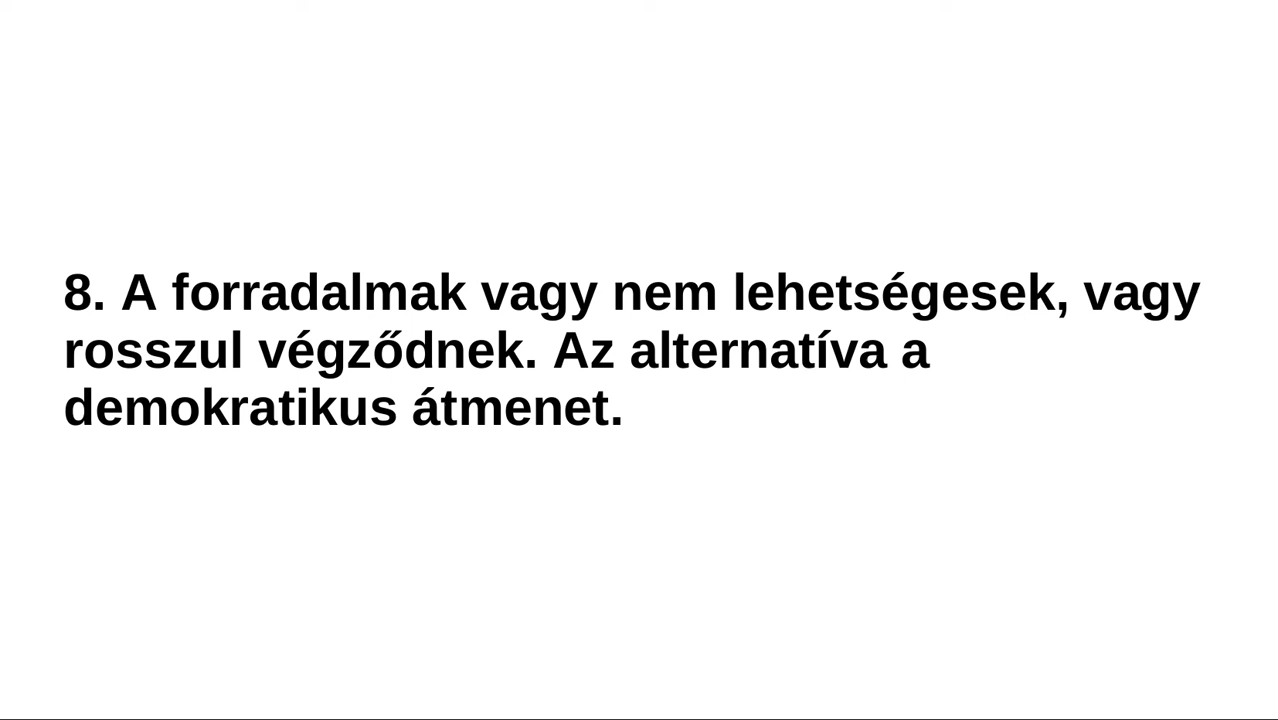 8. A forradalmak vagy nem lehetségesek, vagy
rosszul végződnek. Az alternatíva a
demokratikus átmenet.